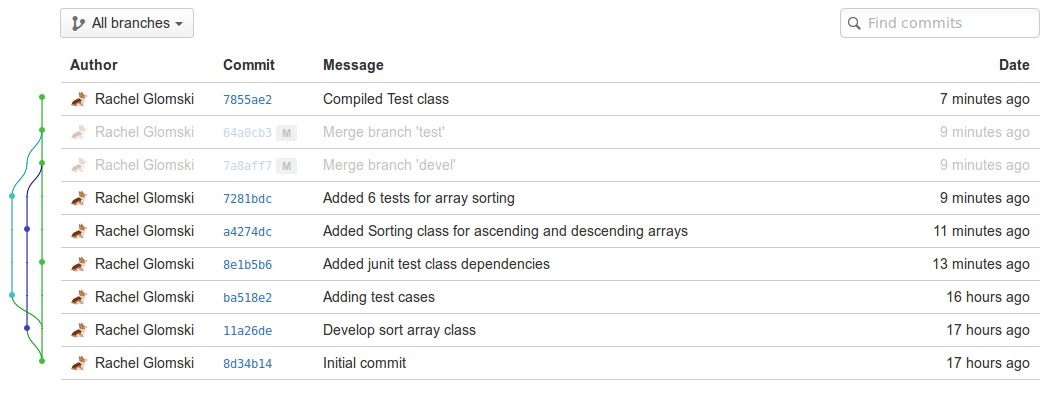 All branches
Find commits
Author Commit Message Date
Rachel Glomski 7855ae2 Compiled Test class 7 minutes ago
Rachel Glomski 64a0cb3 M Merge branch 'test' 9 minutes ago
Rachel Glomski 7a8aff7 M Merge branch 'devel' 9 minutes ago
Rachel Glomski 7281bdc Added 6 tests for array sorting 9 minutes ago
Rachel Glomski a4274dc Added Sorting class for ascending and descending arrays 11 minutes ago
Rachel Glomski 8e1b5b6 Added junit test class dependencies 13 minutes ago
Rachel Glomski ba518e2 Adding test cases 16 hours ago
Rachel Glomski 11a26de Develop sort array class 17 hours ago
Rachel Glomski 8d34b14 Initial commit 17 hours ago